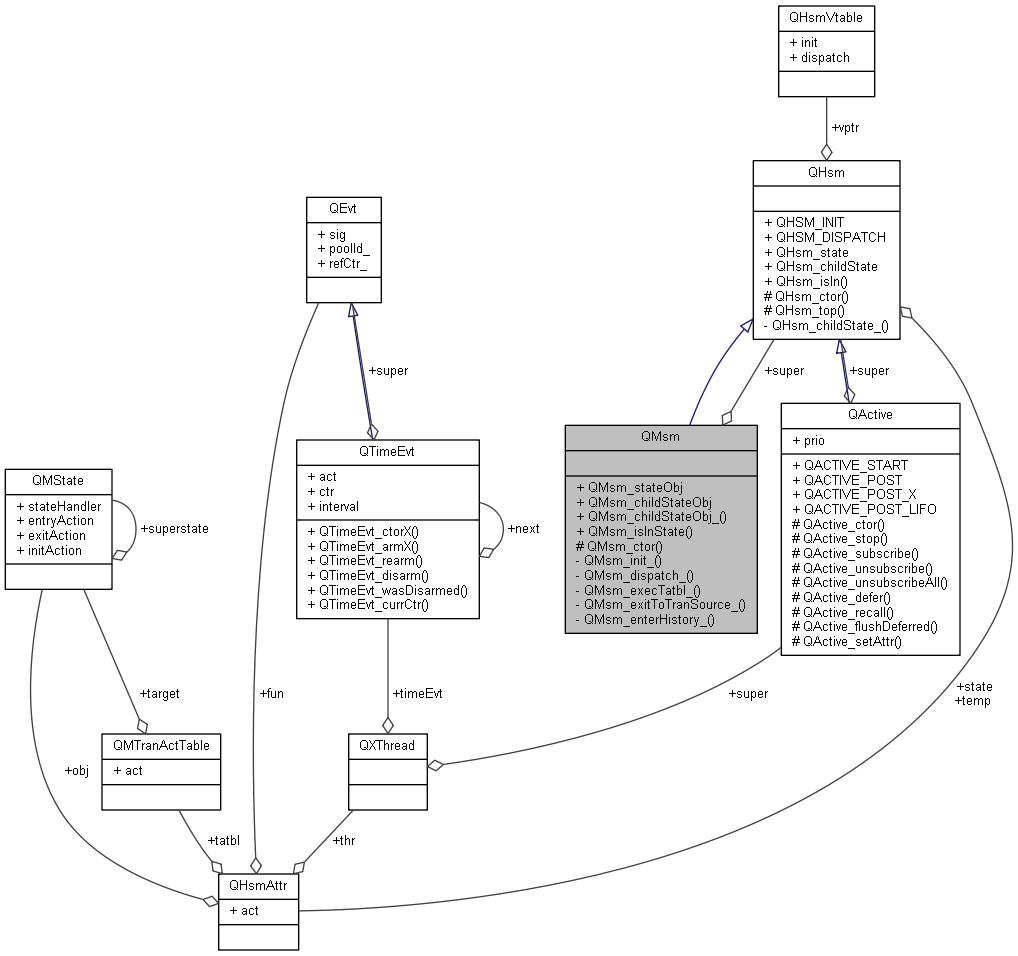 QHsmVtable
+ init
+ dispatch
+vptr
QHsm
+ QHSM_INIT
+ QHSM_DISPATCH
+ QHsm_state
+ QHsm_childState
+ QHsm_isIn()
# QHsm_ctor()
# QHsm_top()
- QHsm_childState_()
QEvt
+ sig
+ poolId_
+ refCtr_
+super
+super
+super
QMsm
+ QMsm_stateObj
+ QMsm_childStateObj
+ QMsm_childStateObj_()
+ QMsm_isInState()
# QMsm_ctor()
- QMsm_init_()
- QMsm_dispatch_()
- QMsm_execTatbl_()
- QMsm_exitToTranSource_()
- QMsm_enterHistory_()
QActive
+ prio
+ QACTIVE_START
+ QACTIVE_POST
+ QACTIVE_POST_X
+ QACTIVE_POST_LIFO
# QActive_ctor()
# QActive_stop()
# QActive_subscribe()
# QActive_unsubscribe()
# QActive_unsubscribeAll()
# QActive_defer()
# QActive_recall()
# QActive_flushDeferred()
# QActive_setAttr()
QTimeEvt
+ act
+ ctr
+ interval
+ QTimeEvt_ctorX()
+ QTimeEvt_armX()
+ QTimeEvt_rearm()
+ QTimeEvt_disarm()
+ QTimeEvt_wasDisarmed()
+ QTimeEvt_currCtr()
+next
QMState
+ stateHandler
+ entryAction
+ exitAction
+ initAction
+superstate
+target
+fun
+timeEvt
+super
+state
+temp
QMTranActTable
+ act
QXThread
+obj
+tatbl
+thr
QHsmAttr
+ act